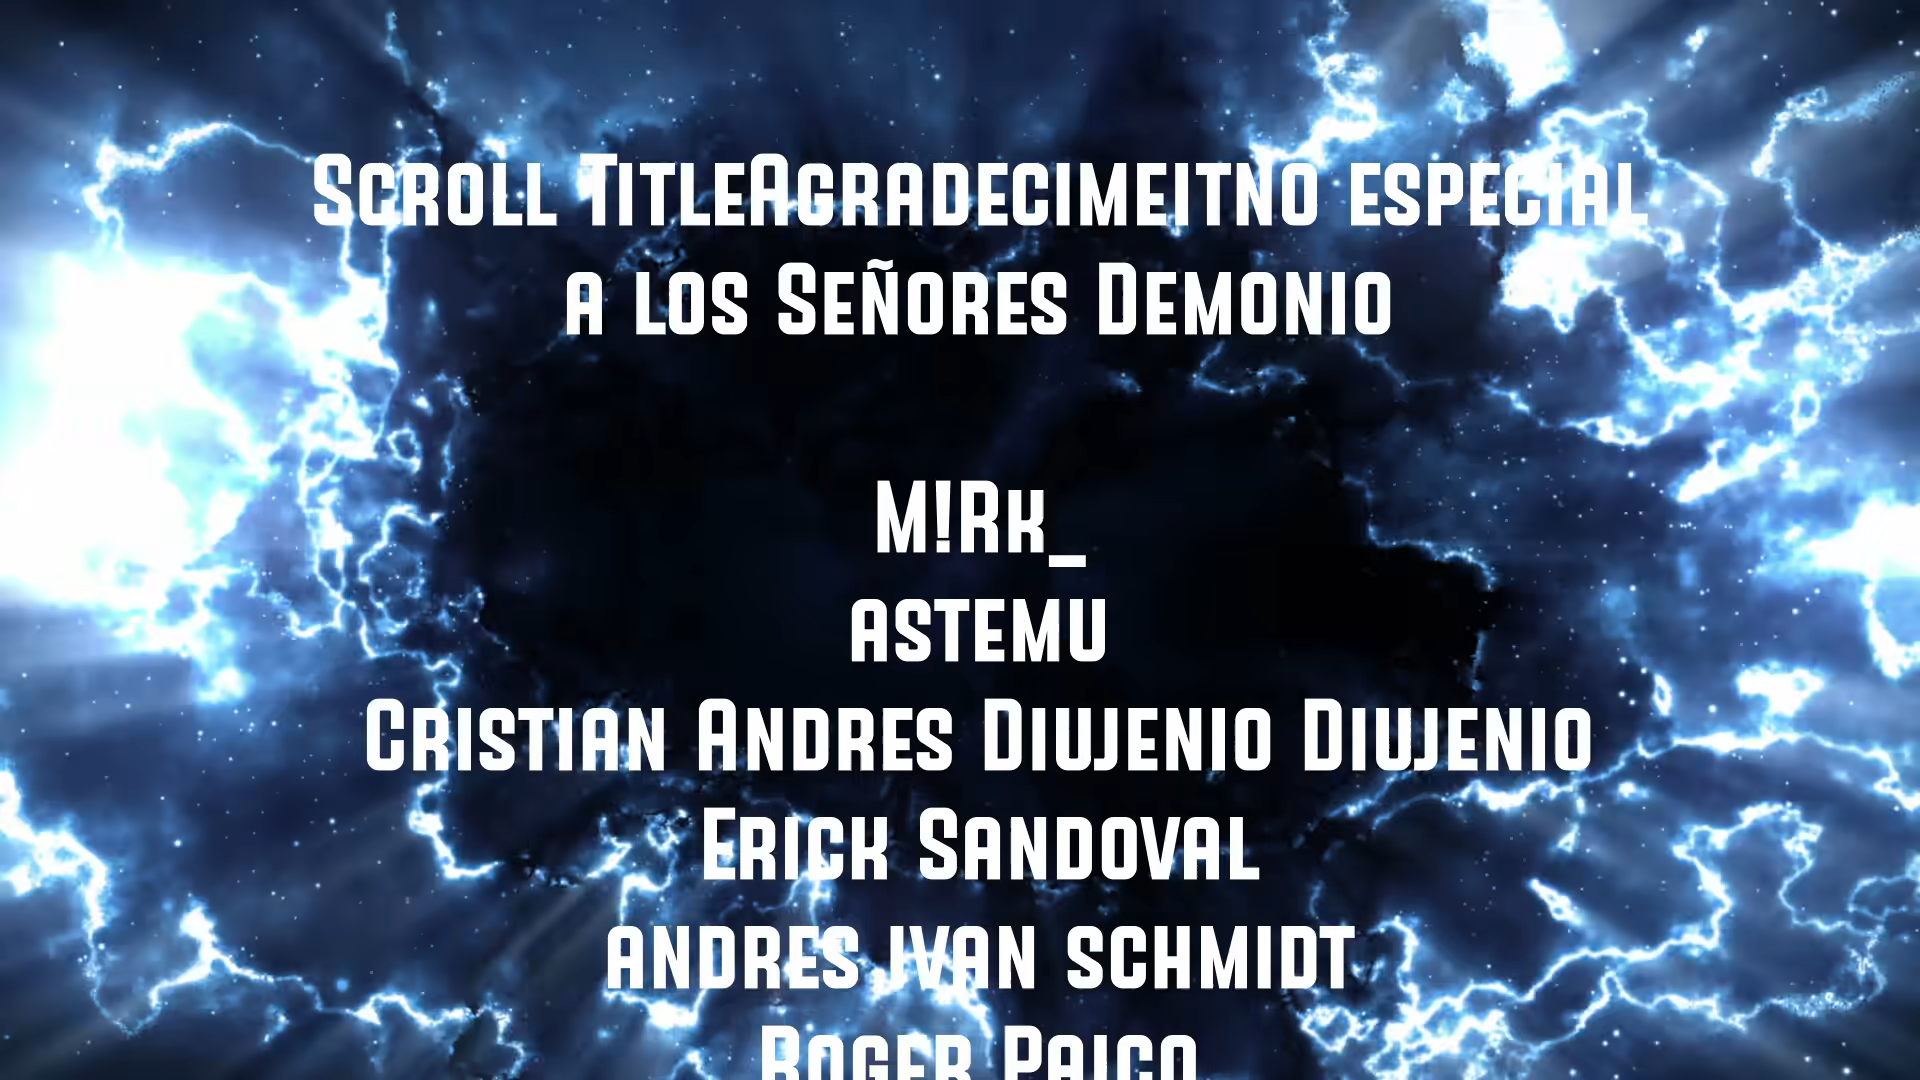 Scroll TitleAgradecimeitno especial
a los Señores Demonio
M!Rk_
astemu
Cristian Andres Diujenio Diujenio
Erick Sandoval
andres ivan schmidt
Roger Paico